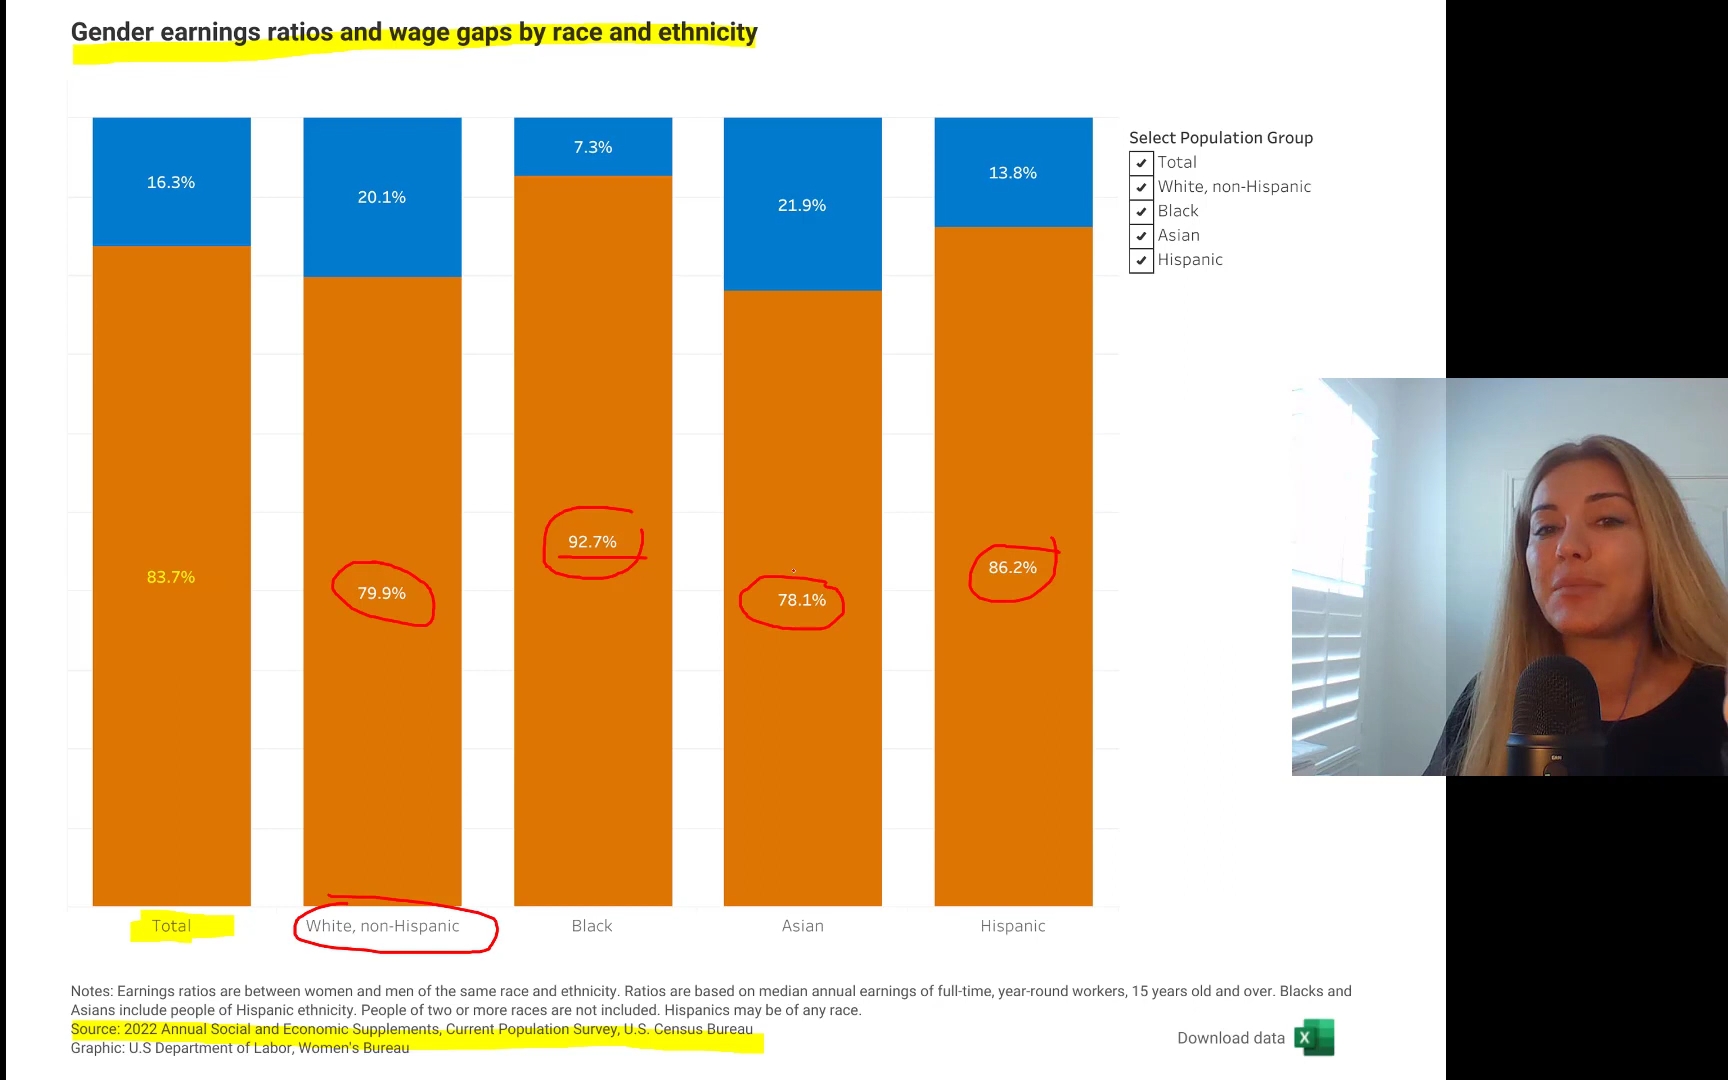 Gender earnings ratios and wage gaps by race and ethnicity
16.3%
20.1%
7.3%
21.9%
13.8%
83.7%
79.9%
92.7%
78.1%
86.2%
Total
White, non-Hispanic
Black
Asian
Hispanic
Select Population Group
Total
White, non-Hispanic
Black
Asian
Hispanic
Notes: Earnings ratios are between women and men of the same race and ethnicity. Ratios are based on median annual earnings of full-time, year-round workers, 15 years old and over. Blacks and
Asians include people of Hispanic ethnicity. People of two or more races are not included. Hispanics may be of any race.
Source: 2022 Annual Social and Economic Supplements, Current Population Survey, U.S. Census Bureau
Graphic: U.S Department of Labor, Women's Bureau
Download data
X